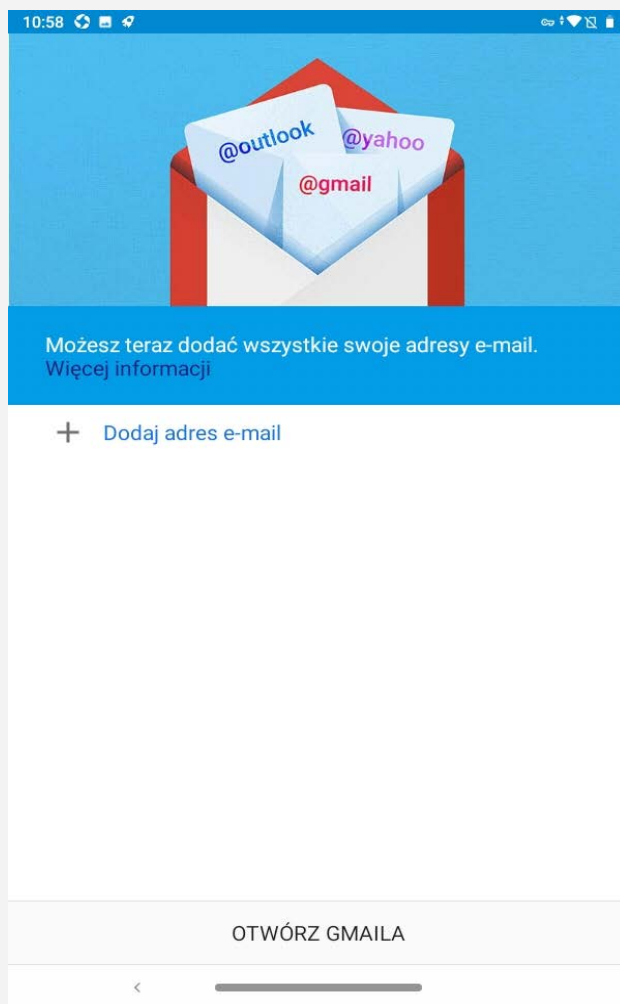 10:58
@outlook
@yahoo
@gmail
Możesz teraz dodać wszystkie swoje adresy e-mail.
Więcej informacji
Dodaj adres e-mail
OTWÓRZ GMAILA